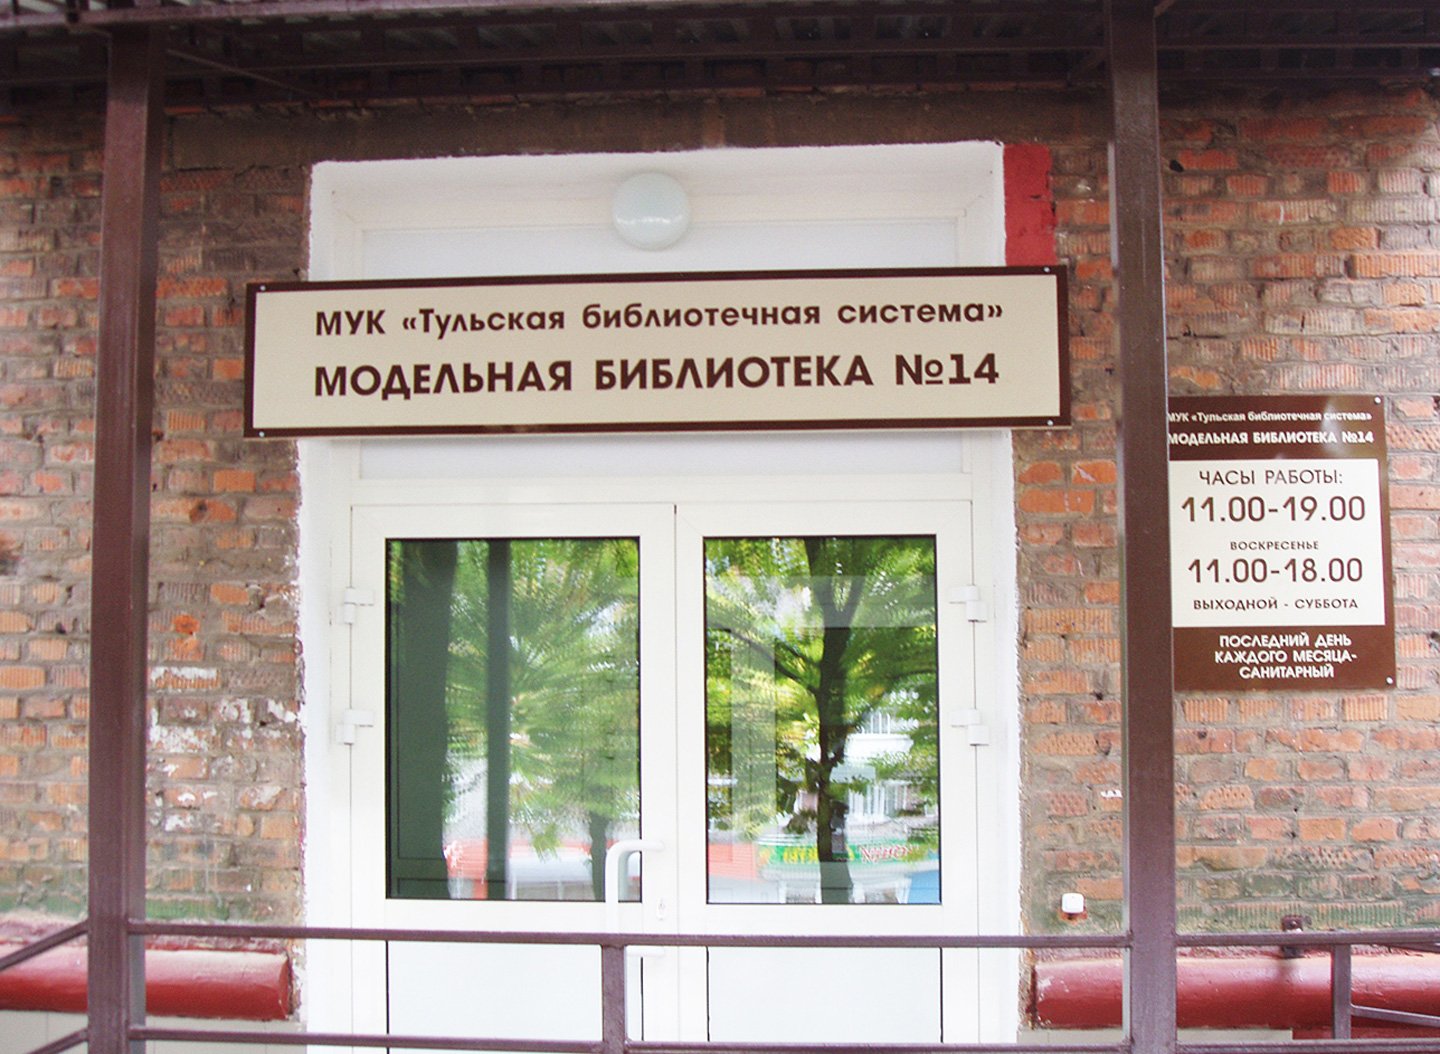 МУК «Тульская библиотечная система»
МОДЕЛЬНАЯ БИБЛИОТЕКА №14
МУК «Тульская библиотечная система»
МОДЕЛЬНАЯ БИБЛИОТЕКА №14
ЧАСЫ РАБОТЫ:
11.00-19.00
ВОСКРЕСЕНЬЕ
11.00-18.00
ВЫХОДНОЙ - СУББОТА
ПОСЛЕДНИЙ ДЕНЬ
КАЖДОГО МЕСЯЦА-
САНИТАРНЫЙ